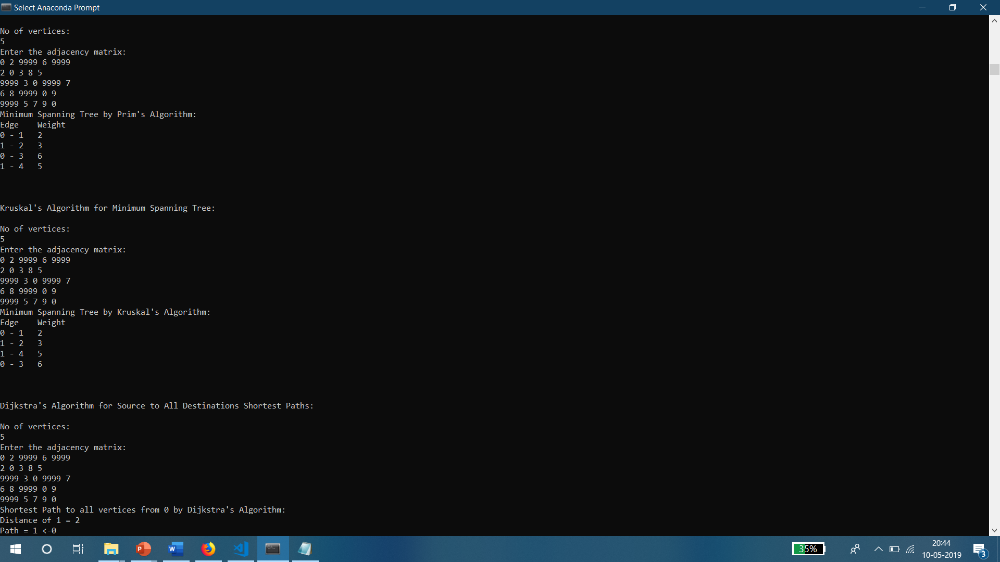 Select Anaconda Prompt
No of vertices:
5
Enter the adjacency matrix:
0 2 9999 6 9999
2 0 3 8 5
9999 3 0 9999 7
6 8 9999 0 9
9999 5 7 9 0
Minimum Spanning Tree by Prim's Algorithm:
Edge    Weight
0 - 1   2
1 - 2   3
0 - 3   6
1 - 4   5
Kruskal's Algorithm for Minimum Spanning Tree:
No of vertices:
5
Enter the adjacency matrix:
0 2 9999 6 9999
2 0 3 8 5
9999 3 0 9999 7
6 8 9999 0 9
9999 5 7 9 0
Minimum Spanning Tree by Kruskal's Algorithm:
Edge    Weight
0 - 1   2
1 - 2   3
1 - 4   5
0 - 3   6
Dijkstra's Algorithm for Source to All Destinations Shortest Paths:
No of vertices:
5
Enter the adjacency matrix:
0 2 9999 6 9999
2 0 3 8 5
9999 3 0 9999 7
6 8 9999 0 9
9999 5 7 9 0
Shortest Path to all vertices from 0 by Dijkstra's Algorithm:
Distance of 1 = 2
Path = 1 <-0
35%
20:44
10-05-2019
3